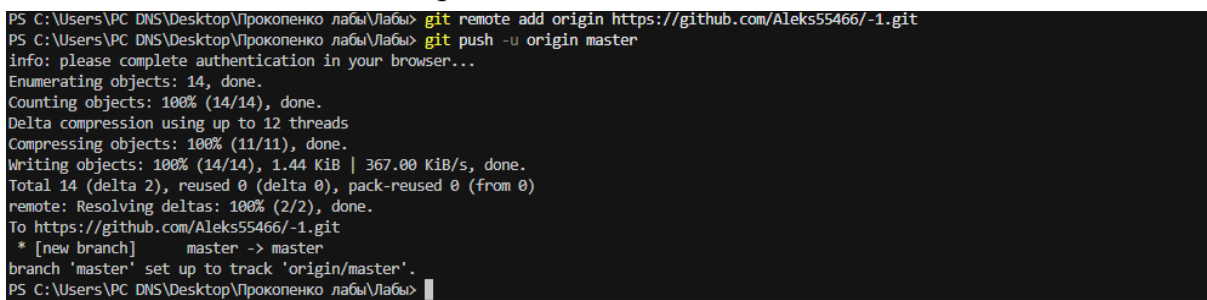 PS C:\Users\PC DNS\Desktop\Прокопенко лабы\Лабы> git remote add origin https://github.com/Aleks55466/-1.git
PS C:\Users\PC DNS\Desktop\Прокопенко лабы\Лабы> git push -u origin master
info: please complete authentication in your browser...
Enumerating objects: 14, done.
Counting objects: 100% (14/14), done.
Delta compression using up to 12 threads
Compressing objects: 100% (11/11), done.
Writing objects: 100% (14/14), 1.44 KiB | 367.00 KiB/s, done.
Total 14 (delta 2), reused 0 (delta 0), pack-reused 0 (from 0)
remote: Resolving deltas: 100% (2/2), done.
To https://github.com/Aleks55466/-1.git
 * [new branch]      master -> master
branch 'master' set up to track 'origin/master'.
PS C:\Users\PC DNS\Desktop\Прокопенко лабы\Лабы>